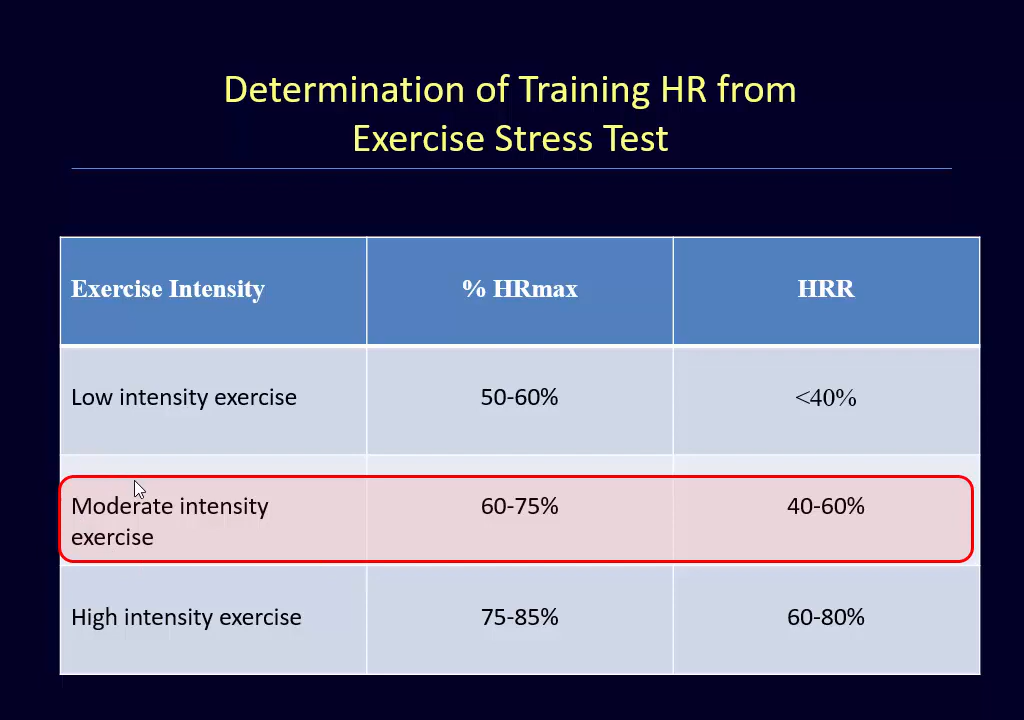 Determination of Training HR from
Exercise Stress Test
Exercise Intensity % HRmax HRR
Low intensity exercise 50-60% <40%
Moderate intensity 60-75% 40-60%
exercise
High intensity exercise 75-85% 60-80%